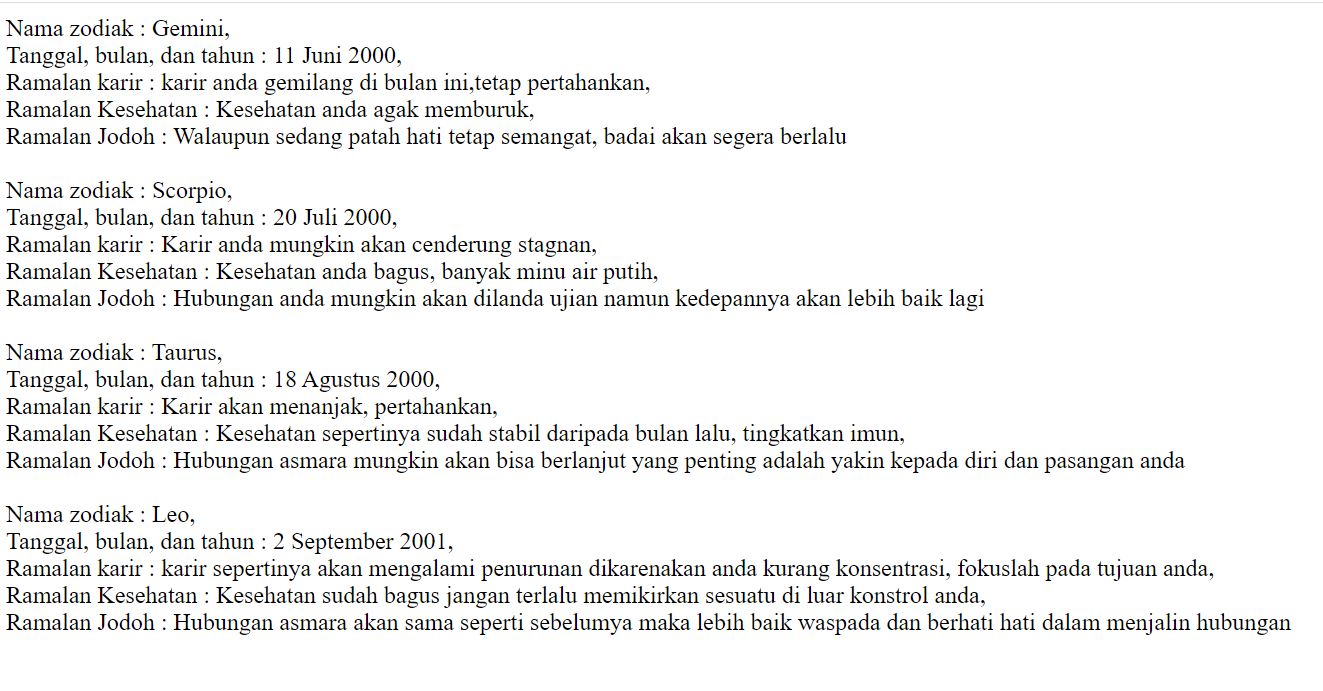 Nama zodiak : Gemini,
Tanggal, bulan, dan tahun : 11 Juni 2000,
Ramalan karir : karir anda gemilang di bulan ini,tetap pertahankan,
Ramalan Kesehatan : Kesehatan anda agak memburuk,
Ramalan Jodoh : Walaupun sedang patah hati tetap semangat, badai akan segera berlalu
Nama zodiak : Scorpio,
Tanggal, bulan, dan tahun : 20 Juli 2000,
Ramalan karir : Karir anda mungkin akan cenderung stagnan,
Ramalan Kesehatan : Kesehatan anda bagus, banyak minu air putih,
Ramalan Jodoh : Hubungan anda mungkin akan dilanda ujian namun kedepannya akan lebih baik lagi
Nama zodiak : Taurus,
Tanggal, bulan, dan tahun : 18 Agustus 2000,
Ramalan karir : Karir akan menanjak, pertahankan,
Ramalan Kesehatan : Kesehatan sepertinya sudah stabil daripada bulan lalu, tingkatkan imun,
Ramalan Jodoh : Hubungan asmara mungkin akan bisa berlanjut yang penting adalah yakin kepada diri dan pasangan anda
Nama zodiak : Leo,
Tanggal, bulan, dan tahun : 2 September 2001,
Ramalan karir : karir sepertinya akan mengalami penurunan dikarenakan anda kurang konsentrasi, fokuslah pada tujuan anda,
Ramalan Kesehatan : Kesehatan sudah bagus jangan terlalu memikirkan sesuatu di luar konstrol anda,
Ramalan Jodoh : Hubungan asmara akan sama seperti sebelumya maka lebih baik waspada dan berhati hati dalam menjalin hubungan